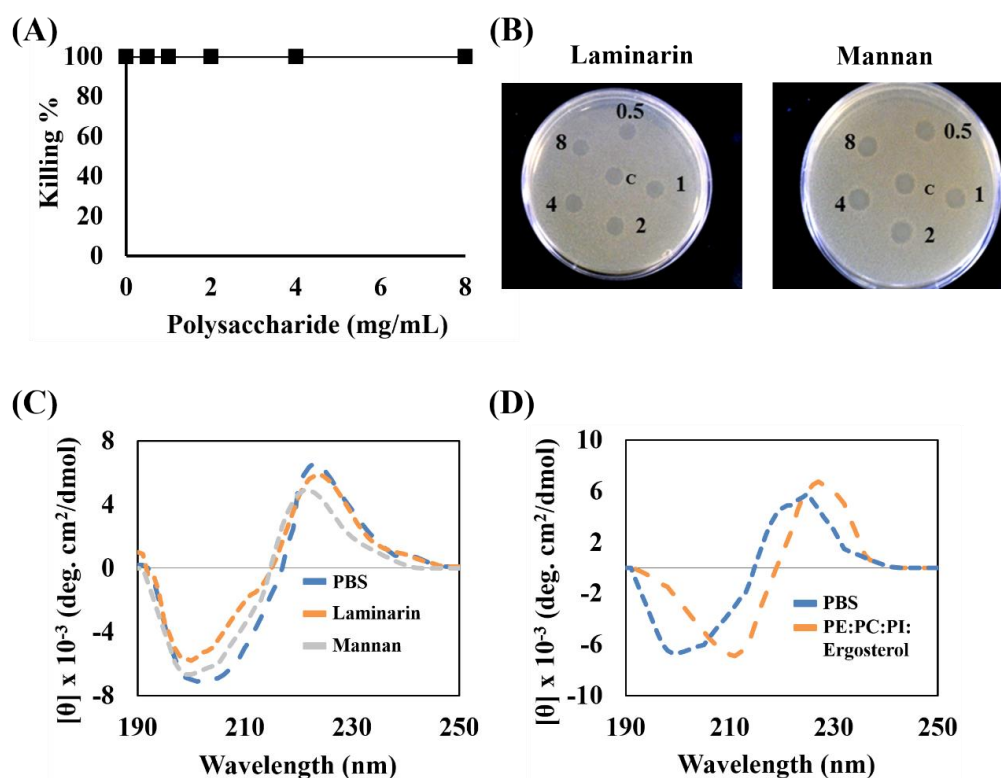 (A)
100
80
60
40
20
0
Killing %
0 2 4 8
Polysaccharide (mg/mL)
(B)
Laminarin Mannan
0.5
8
C
1
4
2
0.5
8
C
1
4
2
(C)
8
4
0
-4
-8
[θ] x 10⁻³ (deg. cm²/dmol)
PBS
Laminarin
Mannan
190 210 230 250
Wavelength (nm)
(D)
10
6
2
-2
-6
-10
[θ] x 10⁻³ (deg. cm²/dmol)
PBS
PE:PC:PI:
Ergosterol
190 210 230 250
Wavelength (nm)